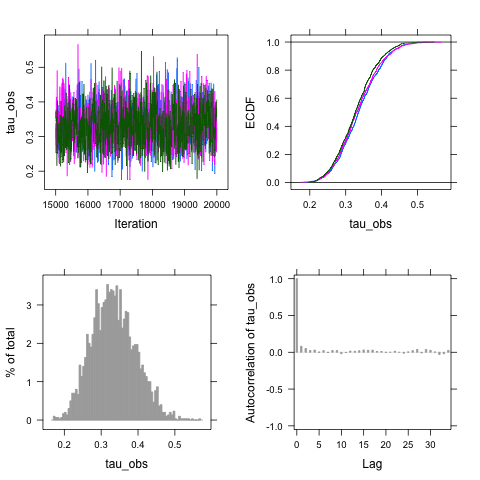 tau_obs
0.5
0.4
0.3
0.2
15000 16000 17000 18000 19000 20000
Iteration
ECDF
1.0
0.8
0.6
0.4
0.2
0.0
0.2 0.3 0.4 0.5
tau_obs
% of total
3
2
1
0
0.2 0.3 0.4 0.5
tau_obs
Autocorrelation of tau_obs
1.0
0.5
0.0
-0.5
-1.0
0 5 10 15 20 25 30
Lag